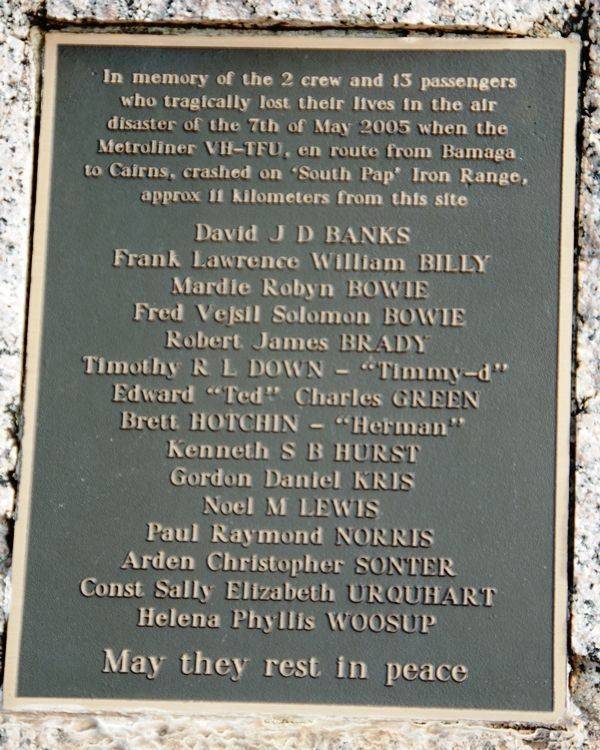 In memory of the 2 crew and 13 passengers
who tragically lost their lives in the air
disaster of the 7th of May 2005 when the
Metroliner VH-TFU, en route from Bamaga
to Cairns, crashed on 'South Pap' Iron Range,
approx 11 kilometers from this site
David J D BANKS
Frank Lawrence William BILLY
Mardie Robyn BOWIE
Fred Vejsil Solomon BOWIE
Robert James BRADY
Timothy R L DOWN - "Timmy-d"
Edward "Ted" Charles GREEN
Brett HOTCHIN - "Herman"
Kenneth S B HURST
Gordon Daniel KRIS
Noel M LEWIS
Paul Raymond NORRIS
Arden Christopher SONTER
Const Sally Elizabeth URQUHART
Helena Phyllis WOOSUP
May they rest in peace